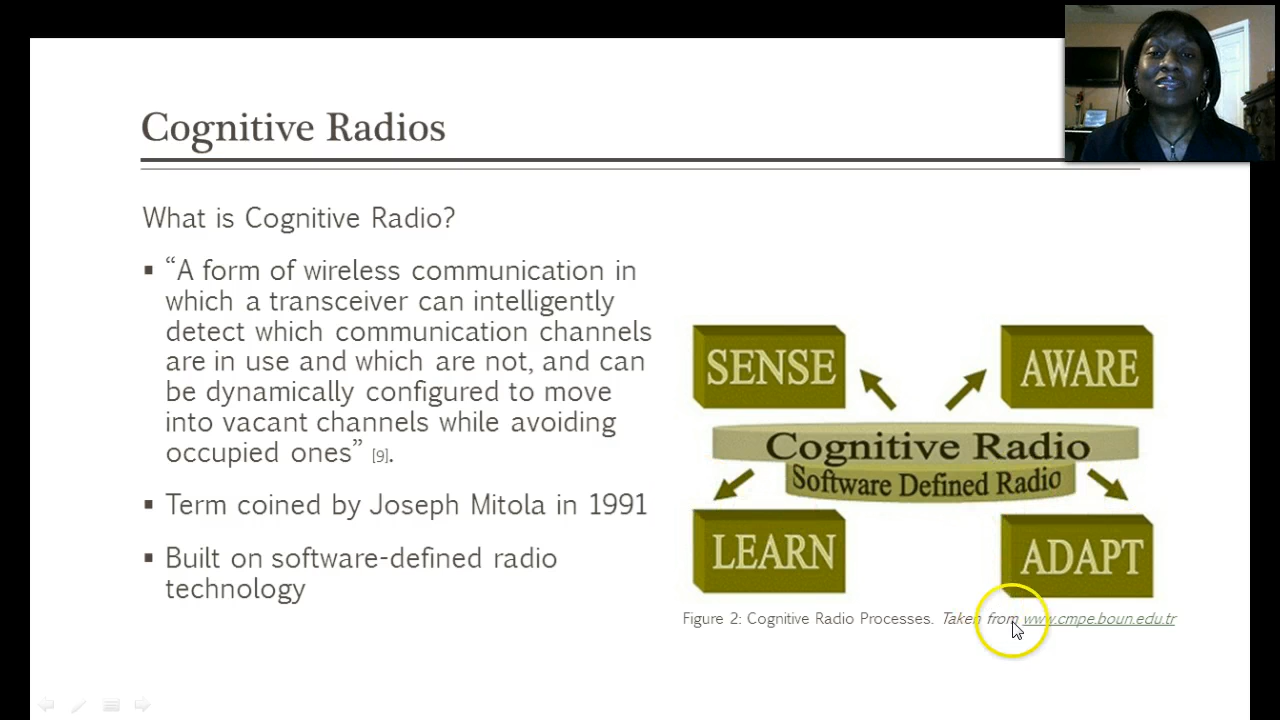 Cognitive Radios
What is Cognitive Radio?
▪ “A form of wireless communication in
which a transceiver can intelligently
detect which communication channels
are in use and which are not, and can
be dynamically configured to move
into vacant channels while avoiding
occupied ones” [9].
▪ Term coined by Joseph Mitola in 1991
▪ Built on software-defined radio
technology
SENSE
AWARE
Cognitive Radio
Software Defined Radio
LEARN
ADAPT
Figure 2: Cognitive Radio Processes. Taken from www.cmpe.boun.edu.tr